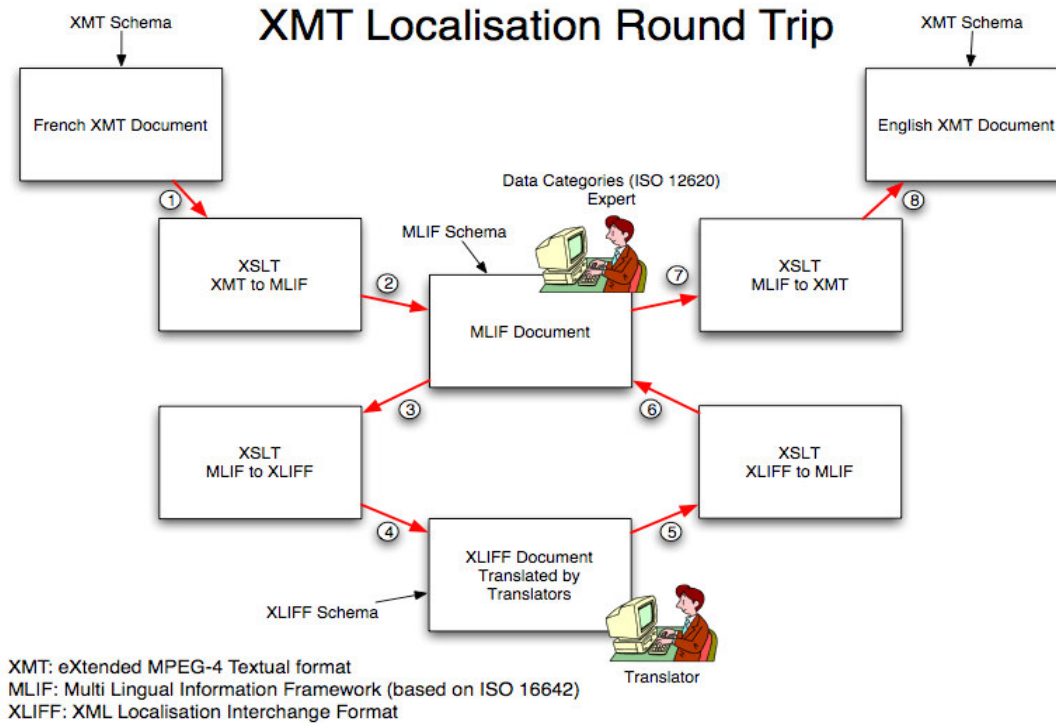 XMT Localisation Round Trip
XMT Schema
XMT Schema
French XMT Document
English XMT Document
1
8
Data Categories (ISO 12620)
Expert
MLIF Schema
XSLT
XMT to MLIF
2
7
XSLT
MLIF to XMT
MLIF Document
3
6
XSLT
MLIF to XLIFF
XSLT
XLIFF to MLIF
4
5
XLIFF Document
Translated by
Translators
XLIFF Schema
Translator
XMT: eXtended MPEG-4 Textual format
MLIF: Multi Lingual Information Framework (based on ISO 16642)
XLIFF: XML Localisation Interchange Format